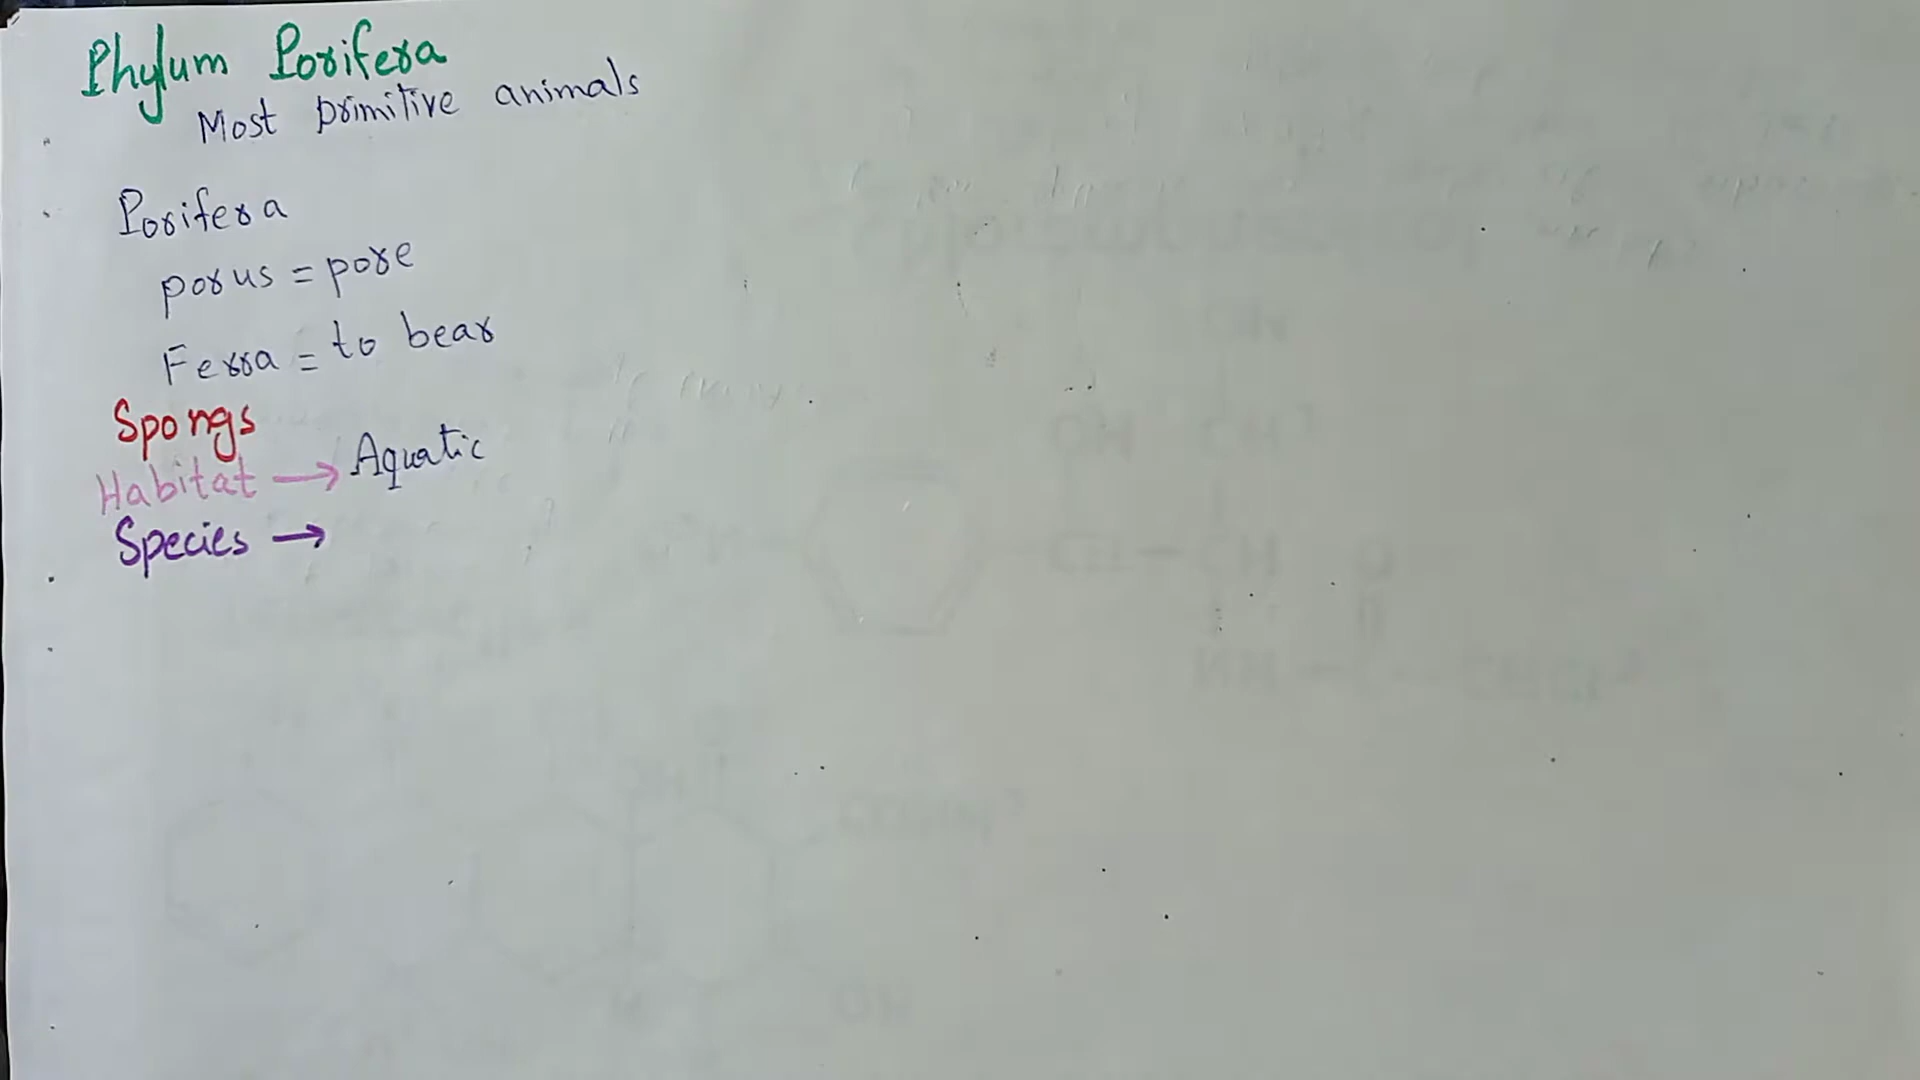 Phylum Porifera
Most primitive animals
Porifera
porus = pore
Ferra = to bear
Spongs
Habitat → Aquatic
Species →